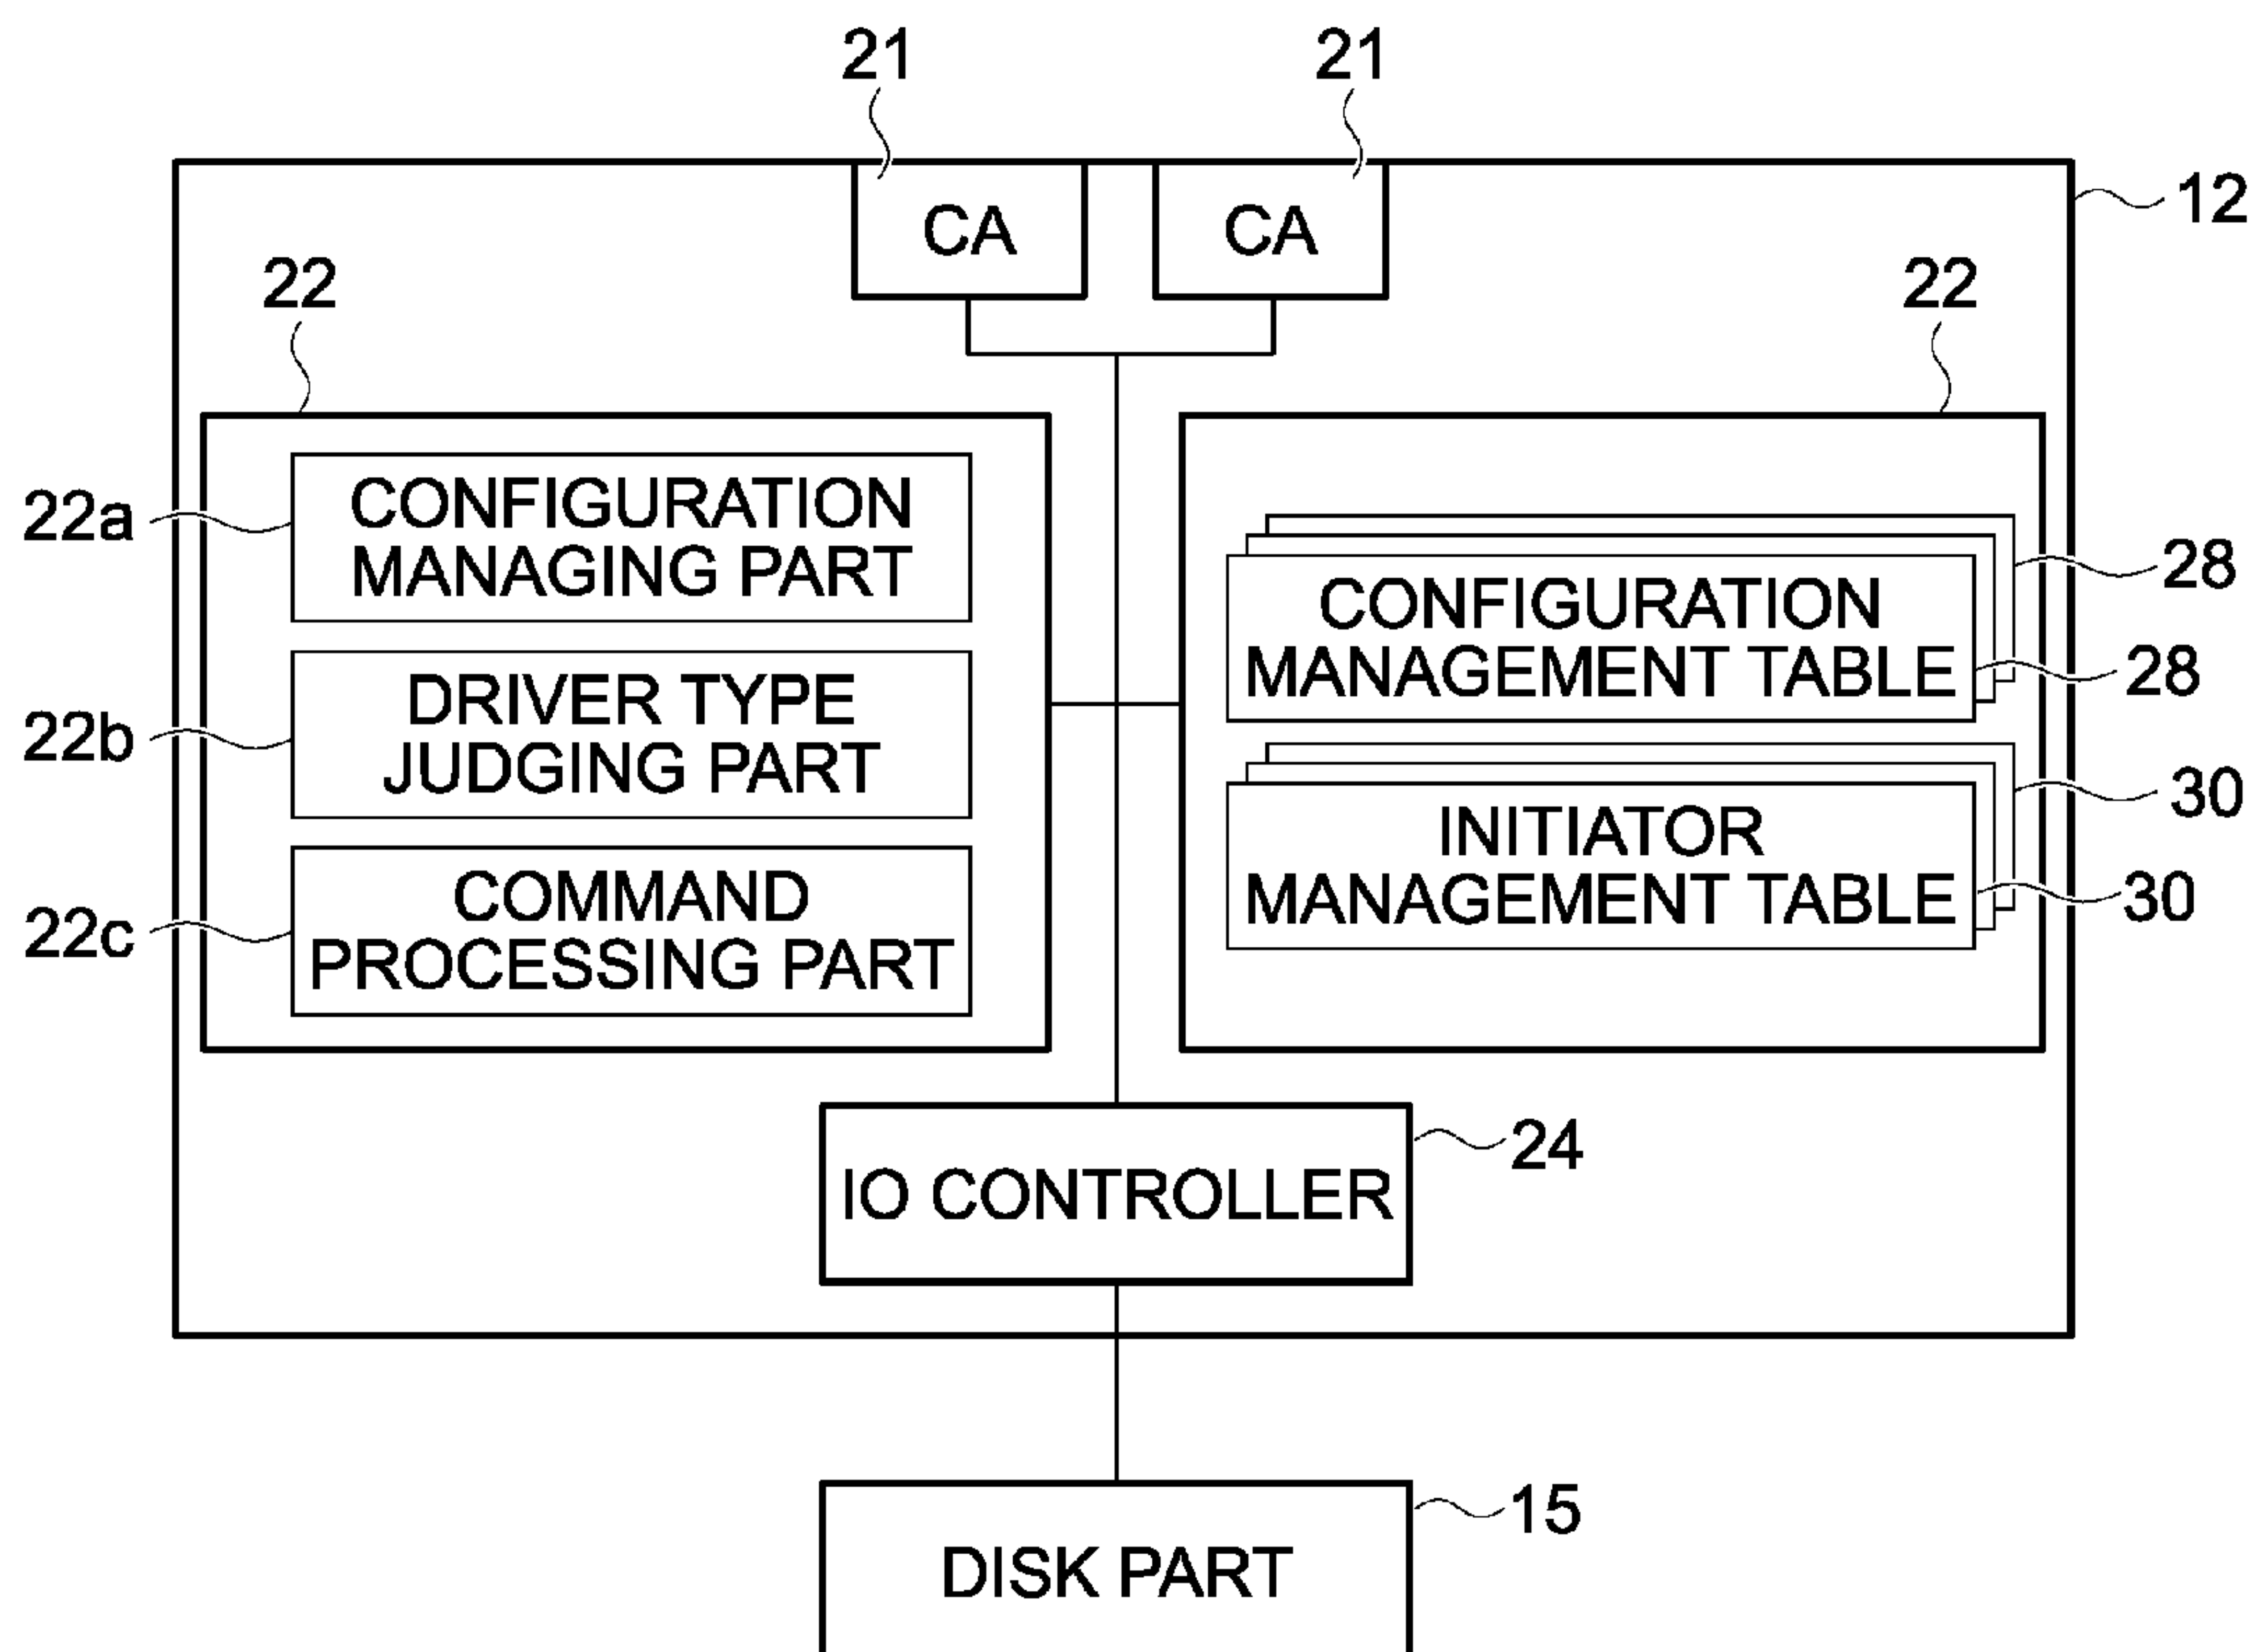 21
21
CA
CA
12
22
22
22a
CONFIGURATION
MANAGING PART
22b
DRIVER TYPE
JUDGING PART
22c
COMMAND
PROCESSING PART
CONFIGURATION
MANAGEMENT TABLE
28
28
INITIATOR
MANAGEMENT TABLE
30
30
IO CONTROLLER
24
DISK PART
15